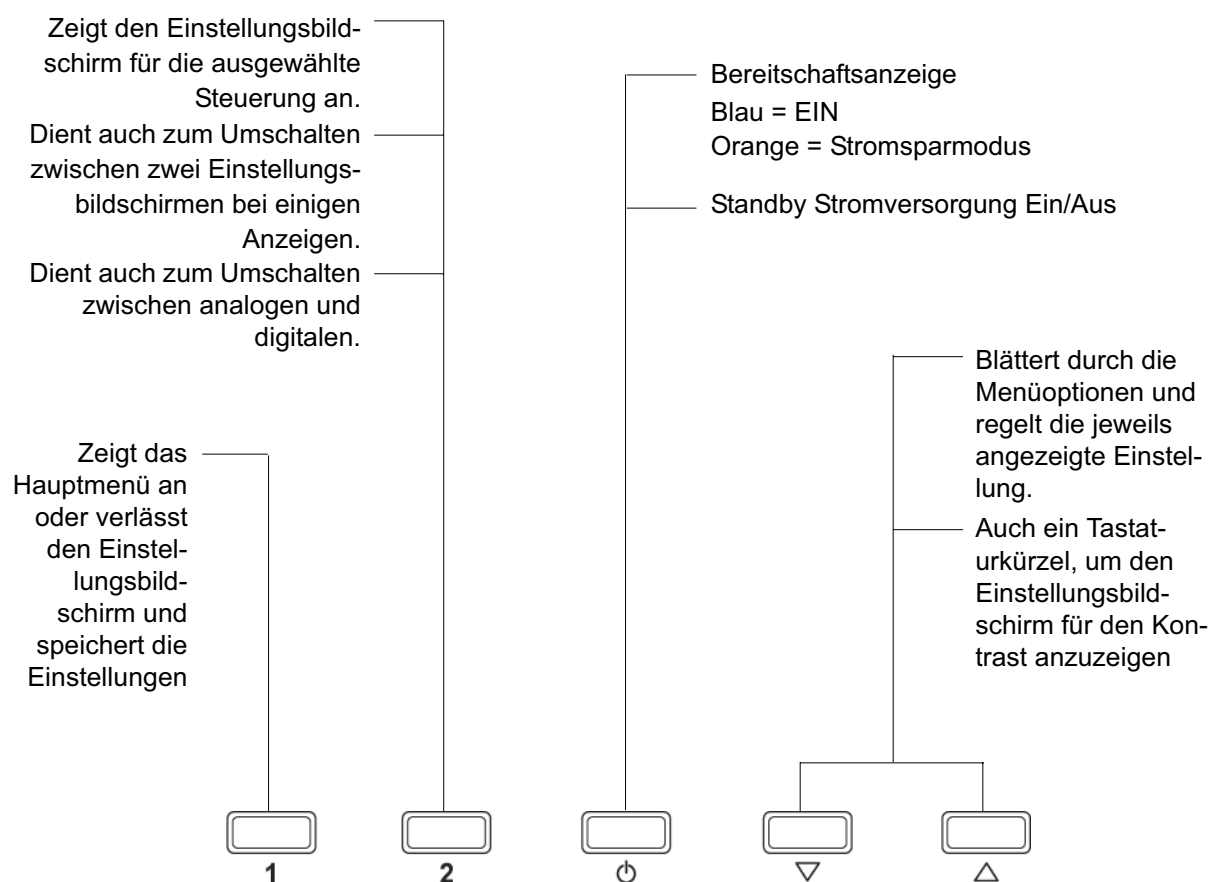 Zeigt den Einstellungsbild-
schirm für die ausgewählte
Steuerung an.
Dient auch zum Umschalten
zwischen zwei Einstellungs-
bildschirmen bei einigen
Anzeigen.
Dient auch zum Umschalten
zwischen analogen und
digitalen.
Bereitschaftsanzeige
Blau = EIN
Orange = Stromsparmodus
Standby Stromversorgung Ein/Aus
Zeigt das
Hauptmenü an
oder verlässt
den Einstel-
lungsbild-
schirm und
speichert die
Einstellungen
Blättert durch die
Menüoptionen und
regelt die jeweils
angezeigte Einstel-
lung.
Auch ein Tastat-
urkürzel, um den
Einstellungsbild-
schirm für den Kon-
trast anzuzeigen
1
2